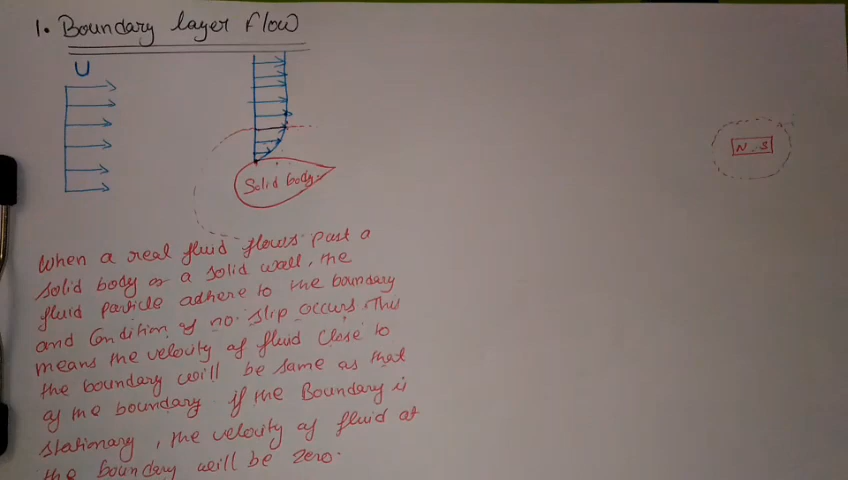 1. Boundary layer flow
U
N S
Solid body
When a real fluid flows past a
solid body or a solid wall, the
fluid particle adhere to the boundary
and condition of no slip occurs. This
means the velocity of fluid close to
the boundary will be same as that
of the boundary. if the Boundary is
stationary, the velocity of fluid at
the boundary will be zero.